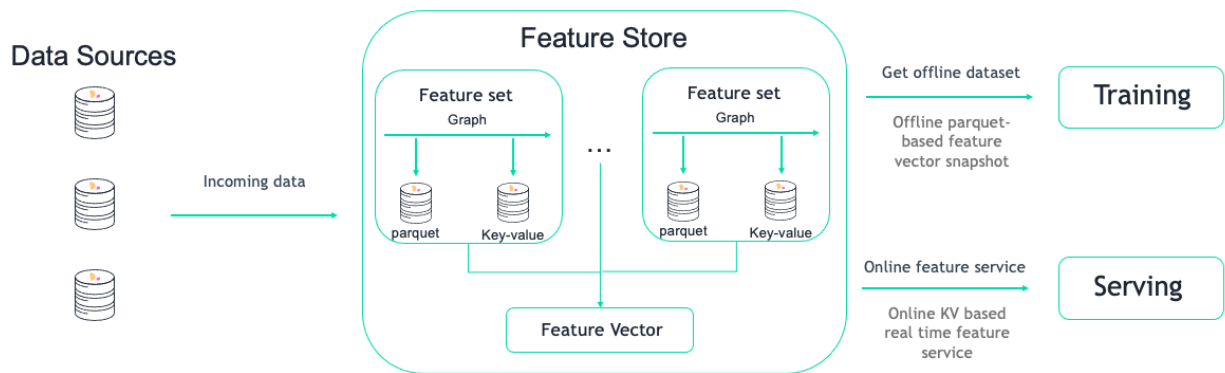 Data Sources
Incoming data
Feature Store
Feature set
Graph
parquet
Key-value
...
Feature set
Graph
parquet
Key-value
Feature Vector
Get offline dataset
Offline parquet-
based feature
vector snapshot
Training
Online feature service
Online KV based
real time feature
service
Serving